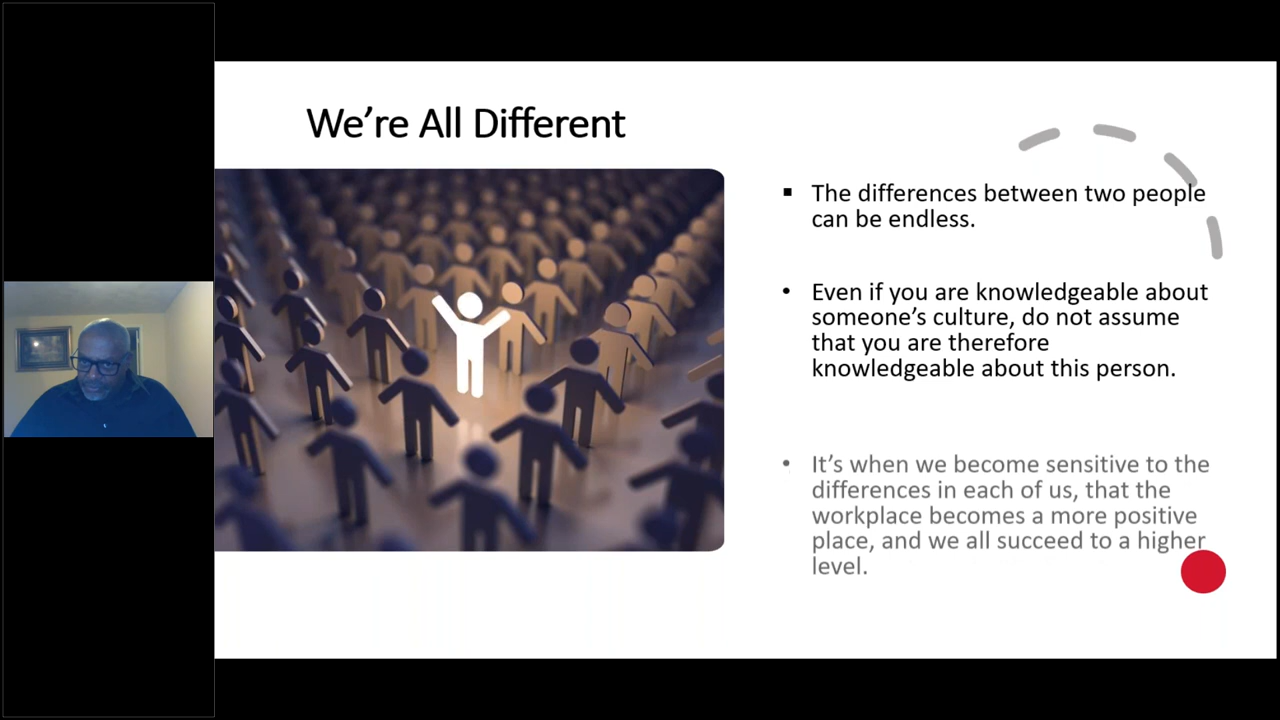 We’re All Different
▪ The differences between two people
can be endless.
• Even if you are knowledgeable about
someone’s culture, do not assume
that you are therefore
knowledgeable about this person.
• It’s when we become sensitive to the
differences in each of us, that the
workplace becomes a more positive
place, and we all succeed to a higher
level.